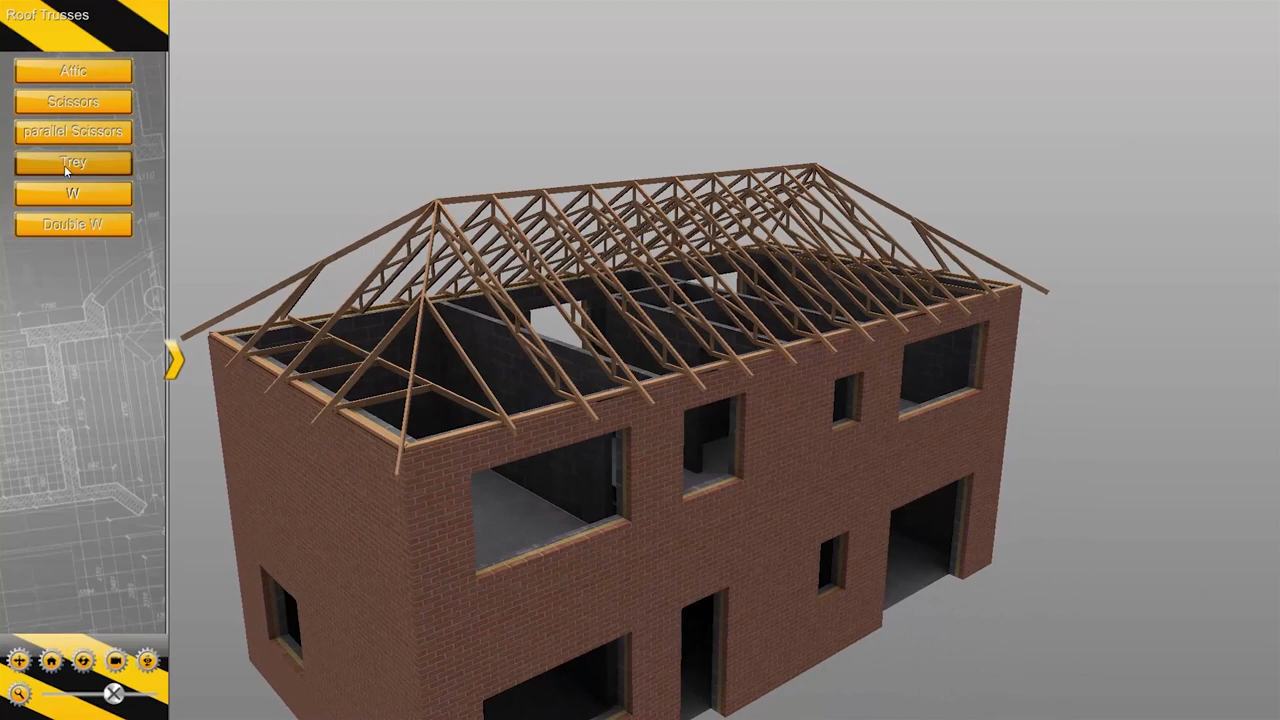 Roof Trusses
Attic
Scissors
parallel Scissors
Trey
W
Double W